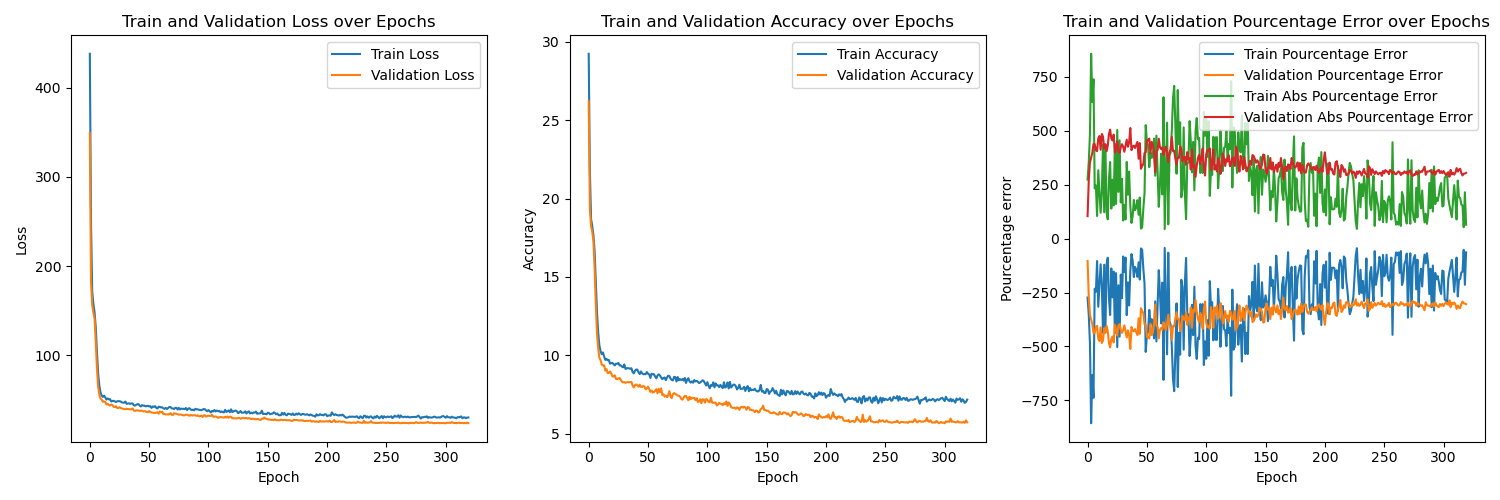 Train and Validation Loss over Epochs
Train Loss
Validation Loss
Loss
400
300
200
100
0
50
100
150
200
250
300
Epoch
Train and Validation Accuracy over Epochs
Train Accuracy
Validation Accuracy
Accuracy
30
25
20
15
10
5
0
50
100
150
200
250
300
Epoch
Train and Validation Pourcentage Error over Epochs
Train Pourcentage Error
Validation Pourcentage Error
Train Abs Pourcentage Error
Validation Abs Pourcentage Error
Pourcentage error
750
500
250
0
−250
−500
−750
0
50
100
150
200
250
300
Epoch